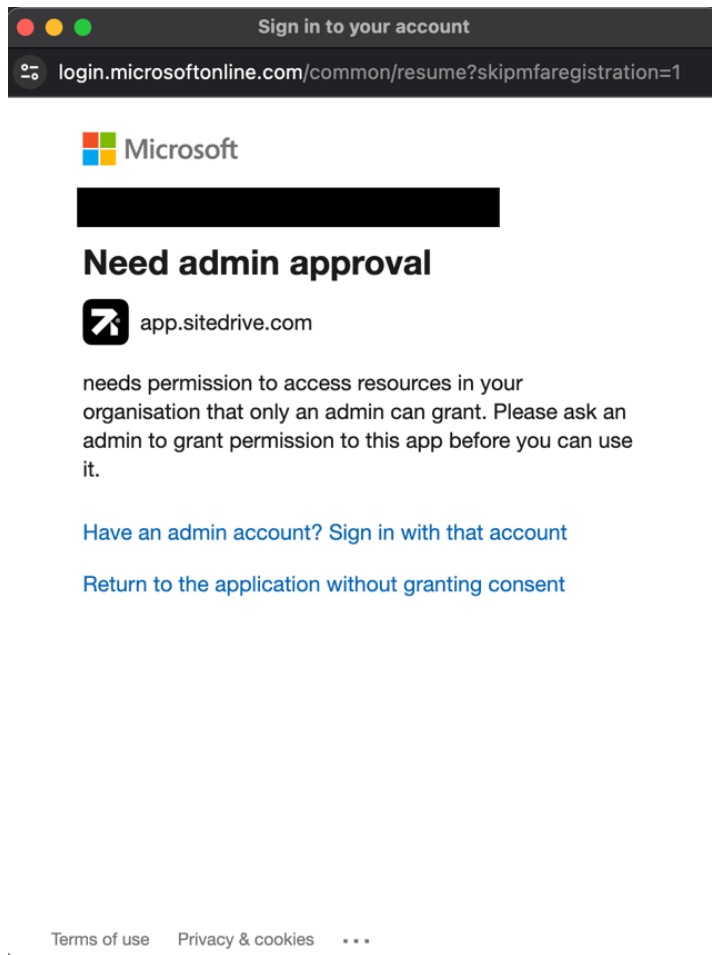 Sign in to your account
login.microsoftonline.com/common/resume?skipmfaregistration=1
Microsoft
Need admin approval
app.sitedrive.com
needs permission to access resources in your
organisation that only an admin can grant. Please ask an
admin to grant permission to this app before you can use
it.
Have an admin account? Sign in with that account
Return to the application without granting consent
Terms of use Privacy & cookies ...